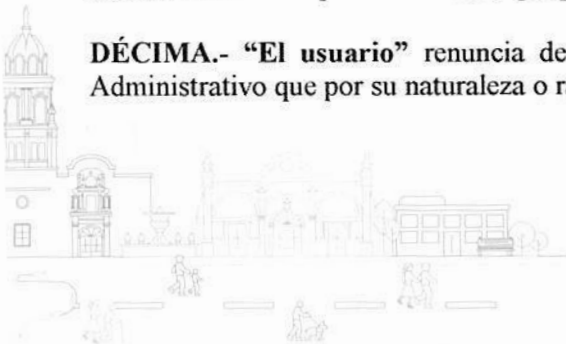 DÉCIMA.- “El usuario” renuncia de
Administrativo que por su naturaleza o r